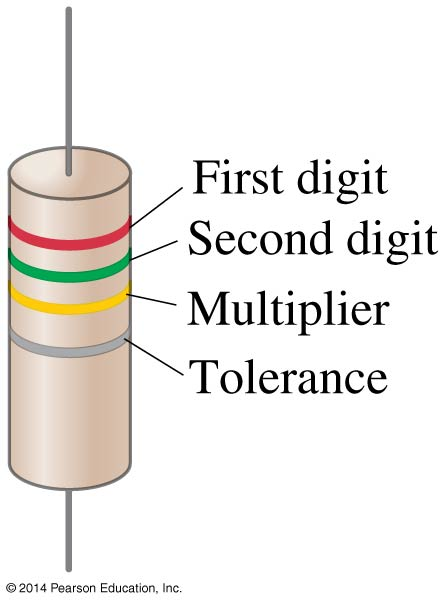 First digit
Second digit
Multiplier
Tolerance
© 2014 Pearson Education, Inc.